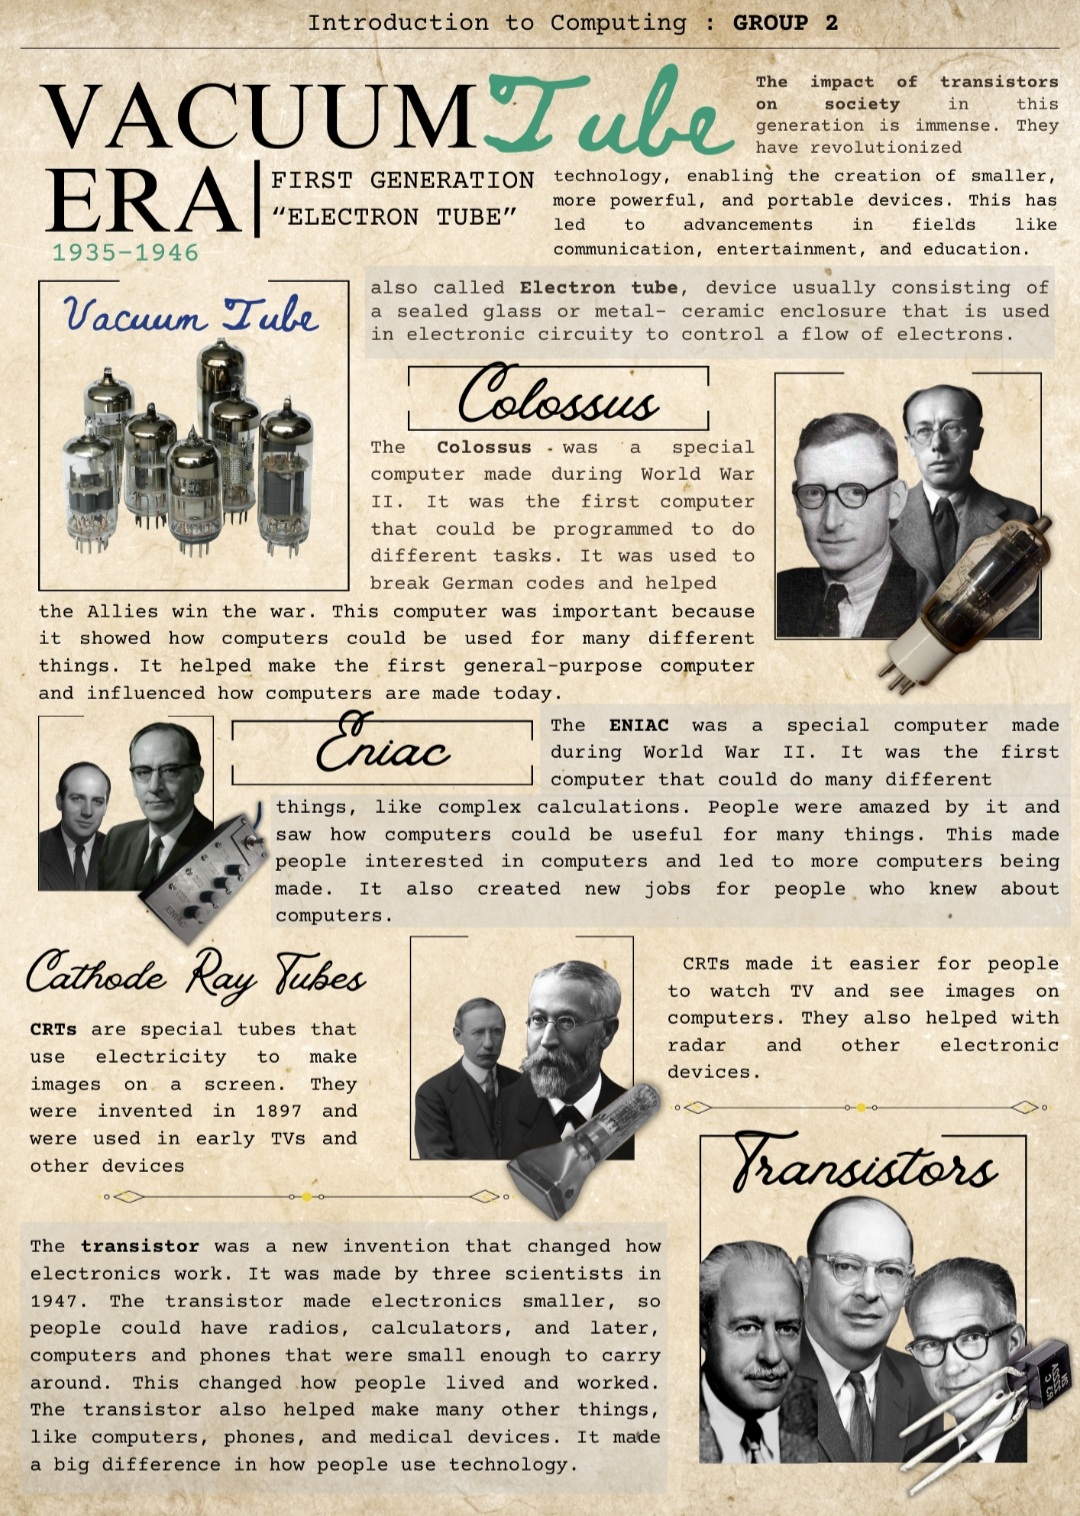 Introduction to Computing : GROUP 2
VACUUM Tube
ERA
FIRST GENERATION
“ELECTRON TUBE”
1935-1946
The impact of transistors
on society in this
generation is immense. They
have revolutionized
technology, enabling the creation of smaller,
more powerful, and portable devices. This has
led to advancements in fields like
communication, entertainment, and education.
Vacuum Tube
also called Electron tube, device usually consisting of
a sealed glass or metal- ceramic enclosure that is used
in electronic circuity to control a flow of electrons.
Colossus
The Colossus was a special
computer made during World War
II. It was the first computer
that could be programmed to do
different tasks. It was used to
break German codes and helped
the Allies win the war. This computer was important because
it showed how computers could be used for many different
things. It helped make the first general-purpose computer
and influenced how computers are made today.
Eniac
The ENIAC was a special computer made
during World War II. It was the first
computer that could do many different
things, like complex calculations. People were amazed by it and
saw how computers could be useful for many things. This made
people interested in computers and led to more computers being
made. It also created new jobs for people who knew about
computers.
ENIAC
Cathode Ray Tubes
CRTs are special tubes that
use electricity to make
images on a screen. They
were invented in 1897 and
were used in early TVs and
other devices
CRTs made it easier for people
to watch TV and see images on
computers. They also helped with
radar and other electronic
devices.
Transistors
The transistor was a new invention that changed how
electronics work. It was made by three scientists in
1947. The transistor made electronics smaller, so
people could have radios, calculators, and later,
computers and phones that were small enough to carry
around. This changed how people lived and worked.
The transistor also helped make many other things,
like computers, phones, and medical devices. It made
a big difference in how people use technology.